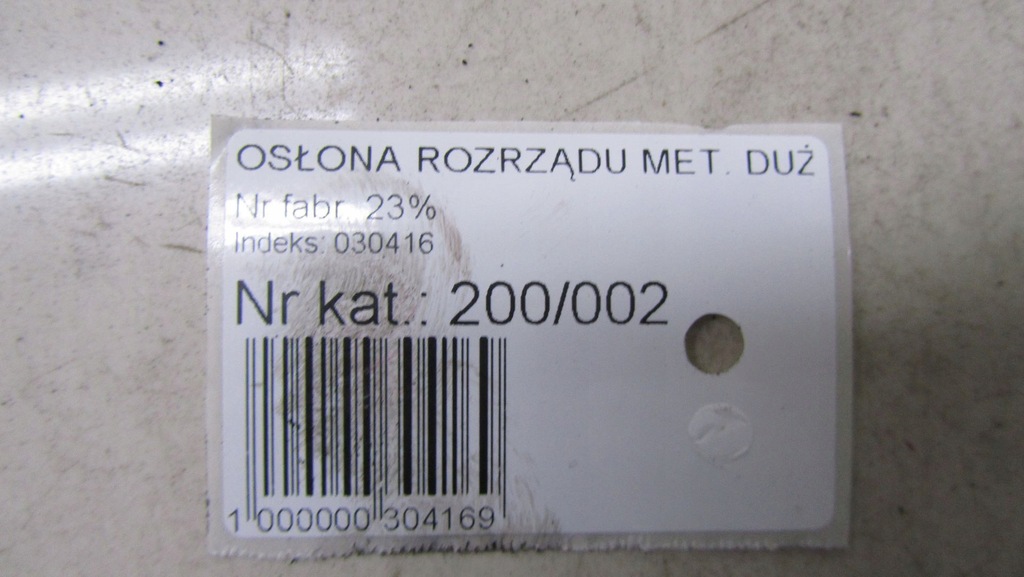 OSŁONA ROZRZĄDU MET. DUŻ
Nr fabr. 23%
Indeks: 030416
Nr kat.: 200/002
1 000000 304169